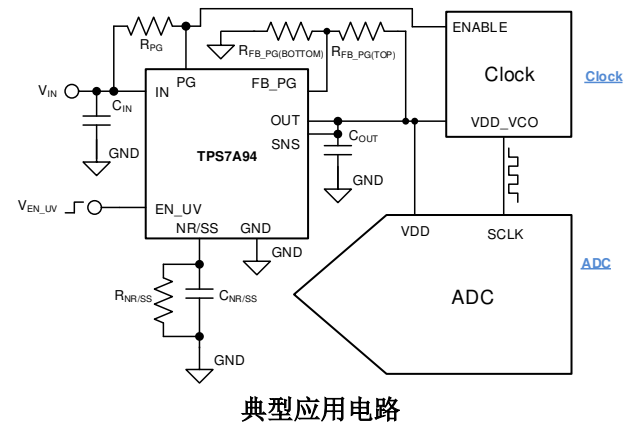 ENABLE
R_PG
R_FB_PG(BOTTOM) R_FB_PG(TOP)
Clock
Clock
PG
FB_PG
V_IN
IN
C_IN
OUT
VDD_VCO
SNS
C_OUT
GND
TPS7A94
GND
V_EN_UV
EN_UV
NR/SS
GND
GND
VDD
SCLK
ADC
R_NR/SS
C_NR/SS
ADC
GND
典型应用电路